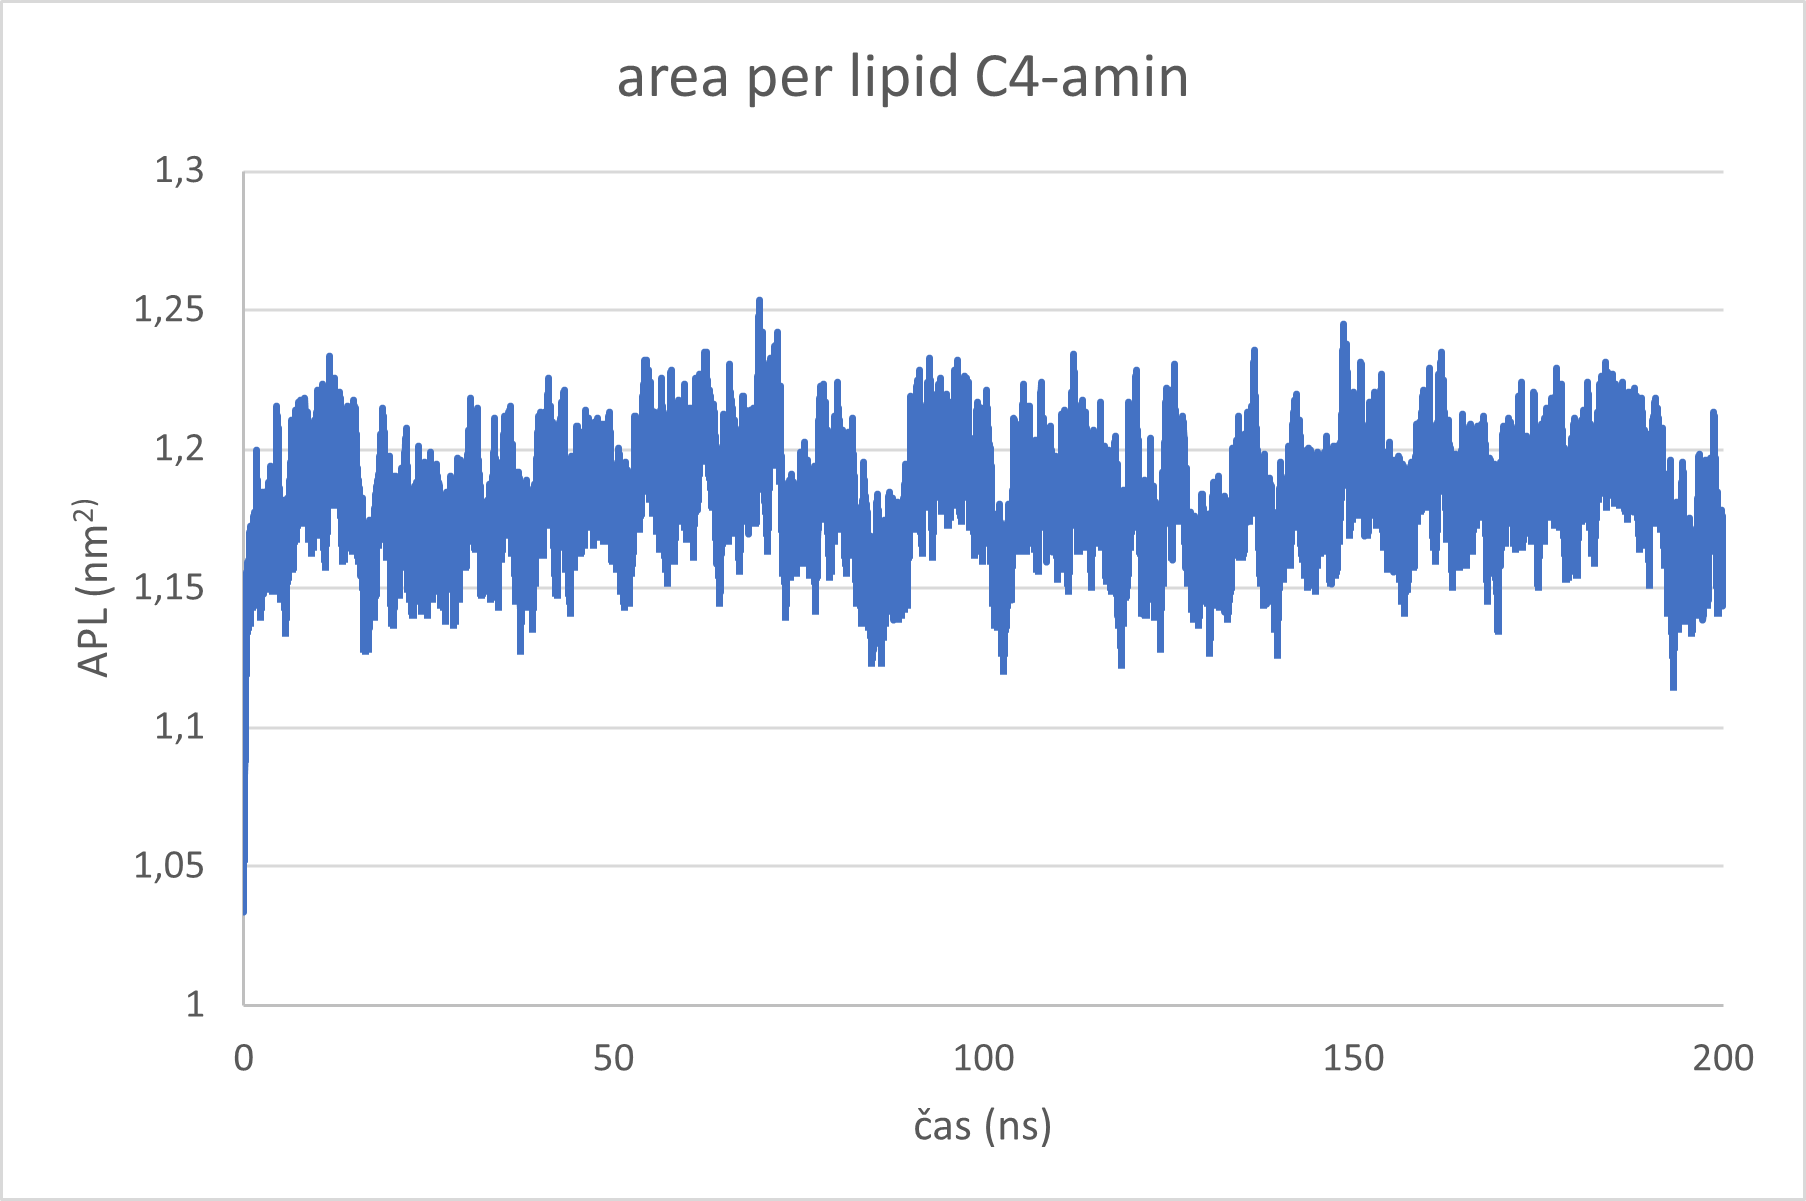 area per lipid C4-amin
1,3
1,25
1,2
1,15
1,1
1,05
1
APL (nm²)
0 50 100 150 200
čas (ns)